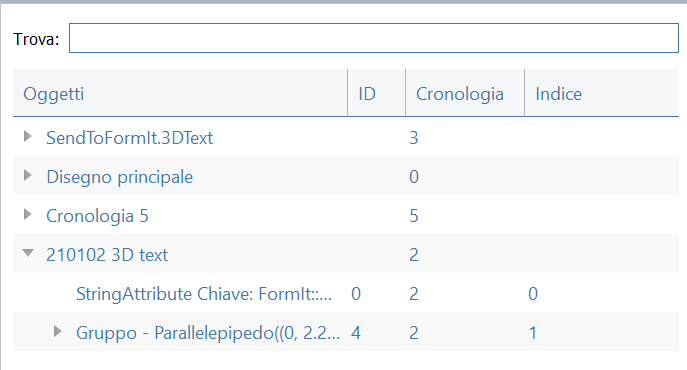 Trova:
Oggetti ID Cronologia Indice
SendToFormIt.3DText 3
Disegno principale 0
Cronologia 5 5
210102 3D text 2
StringAttribute Chiave: FormIt::... 0 2 0
Gruppo - Parallelepipedo((0, 2.2... 4 2 1